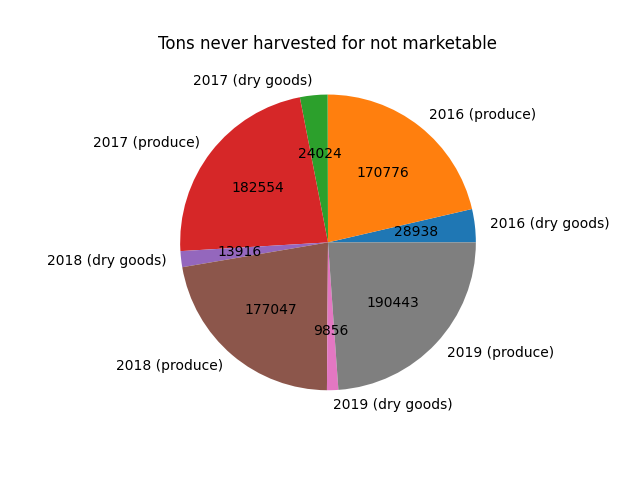 Tons never harvested for not marketable
2017 (dry goods)
2016 (produce)
2017 (produce)
24024
170776
182554
2016 (dry goods)
28938
13916
2018 (dry goods)
190443
177047
9856
2019 (produce)
2018 (produce)
2019 (dry goods)